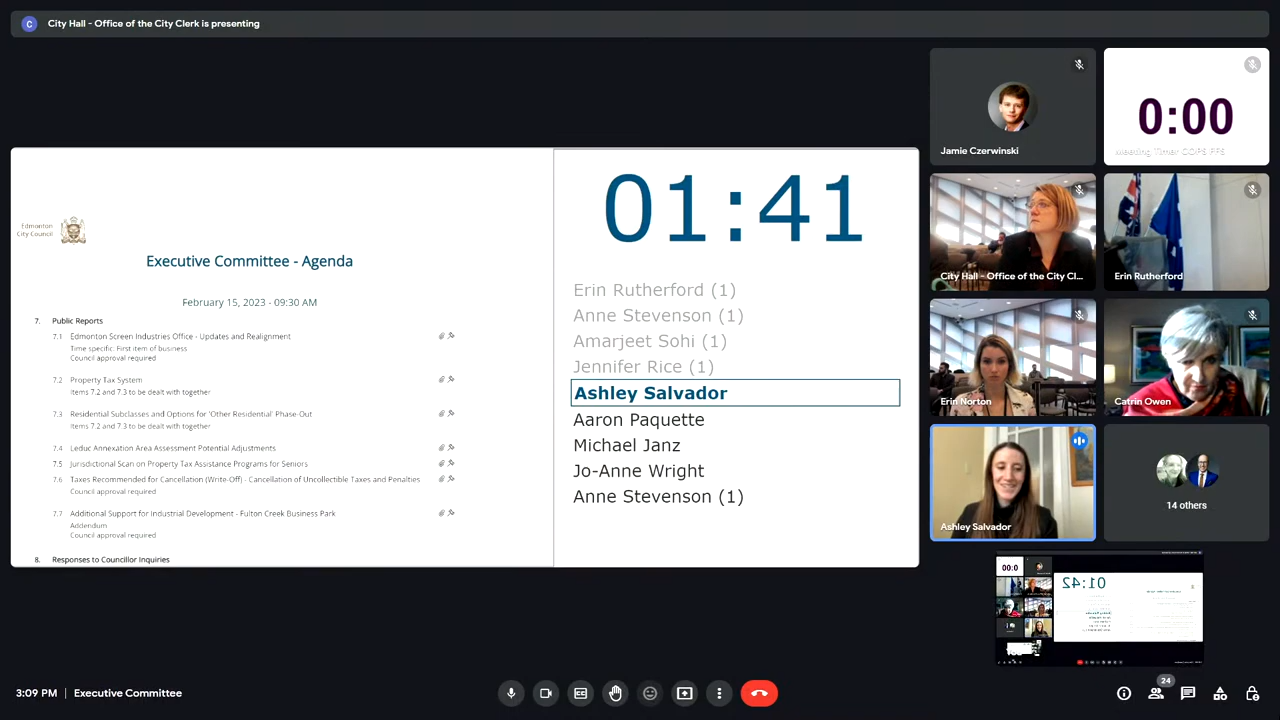 C
City Hall - Office of the City Clerk is presenting
Edmonton
City Council
Executive Committee - Agenda
February 15, 2023 - 09:30 AM
7. Public Reports
7.1 Edmonton Screen Industries Office - Updates and Realignment
Time specific: First item of business
Council approval required
7.2 Property Tax System
Items 7.2 and 7.3 to be dealt with together
7.3 Residential Subclasses and Options for 'Other Residential' Phase-Out
Items 7.2 and 7.3 to be dealt with together
7.4 Leduc Annexation Area Assessment Potential Adjustments
7.5 Jurisdictional Scan on Property Tax Assistance Programs for Seniors
7.6 Taxes Recommended for Cancellation (Write-Off) - Cancellation of Uncollectible Taxes and Penalties
Council approval required
7.7 Additional Support for Industrial Development - Fulton Creek Business Park
Addendum
Council approval required
8. Responses to Councillor Inquiries
01:41
Erin Rutherford (1)
Anne Stevenson (1)
Amarjeet Sohi (1)
Jennifer Rice (1)
Ashley Salvador
Aaron Paquette
Michael Janz
Jo-Anne Wright
Anne Stevenson (1)
Jamie Czerwinski
0:00
Meeting Timer COPS FFS
City Hall - Office of the City Cl...
Erin Rutherford
Erin Norton
Catrin Owen
Ashley Salvador
14 others
00:0
01:42
3:09 PM | Executive Committee
24